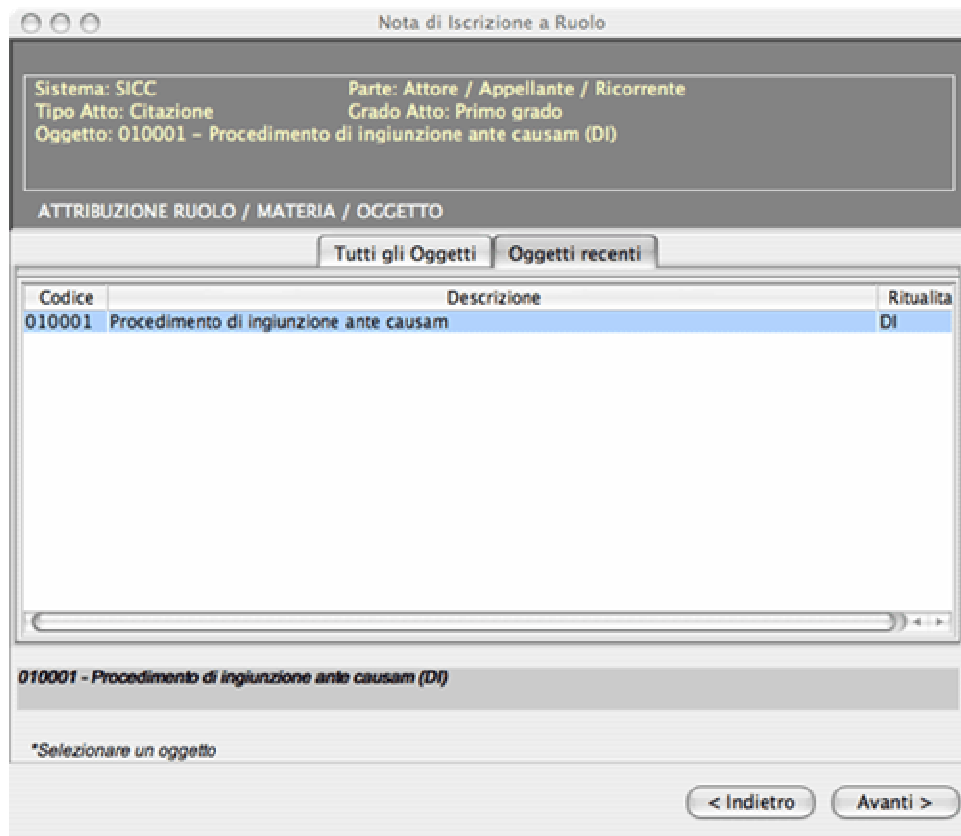 Nota di Iscrizione a Ruolo
Sistema: SICC Parte: Attore / Appellante / Ricorrente
Tipo Atto: Citazione Grado Atto: Primo grado
Oggetto: 010001 - Procedimento di ingiunzione ante causam (DI)
ATTRIBUZIONE RUOLO / MATERIA / OGGETTO
Tutti gli Oggetti Oggetti recenti
Codice Descrizione Ritualita
010001 Procedimento di ingiunzione ante causam DI
010001 - Procedimento di ingiunzione ante causam (DI)
*Selezionare un oggetto
< Indietro Avanti >